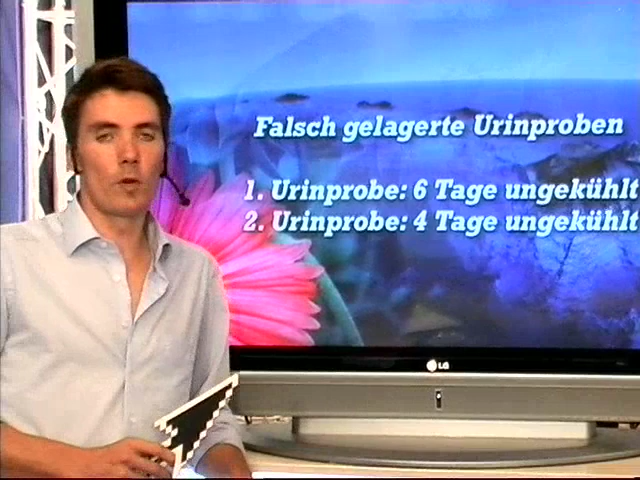 Falsch gelagerte Urinproben
1. Urinprobe: 6 Tage ungekühlt
2. Urinprobe: 4 Tage ungekühlt
LG